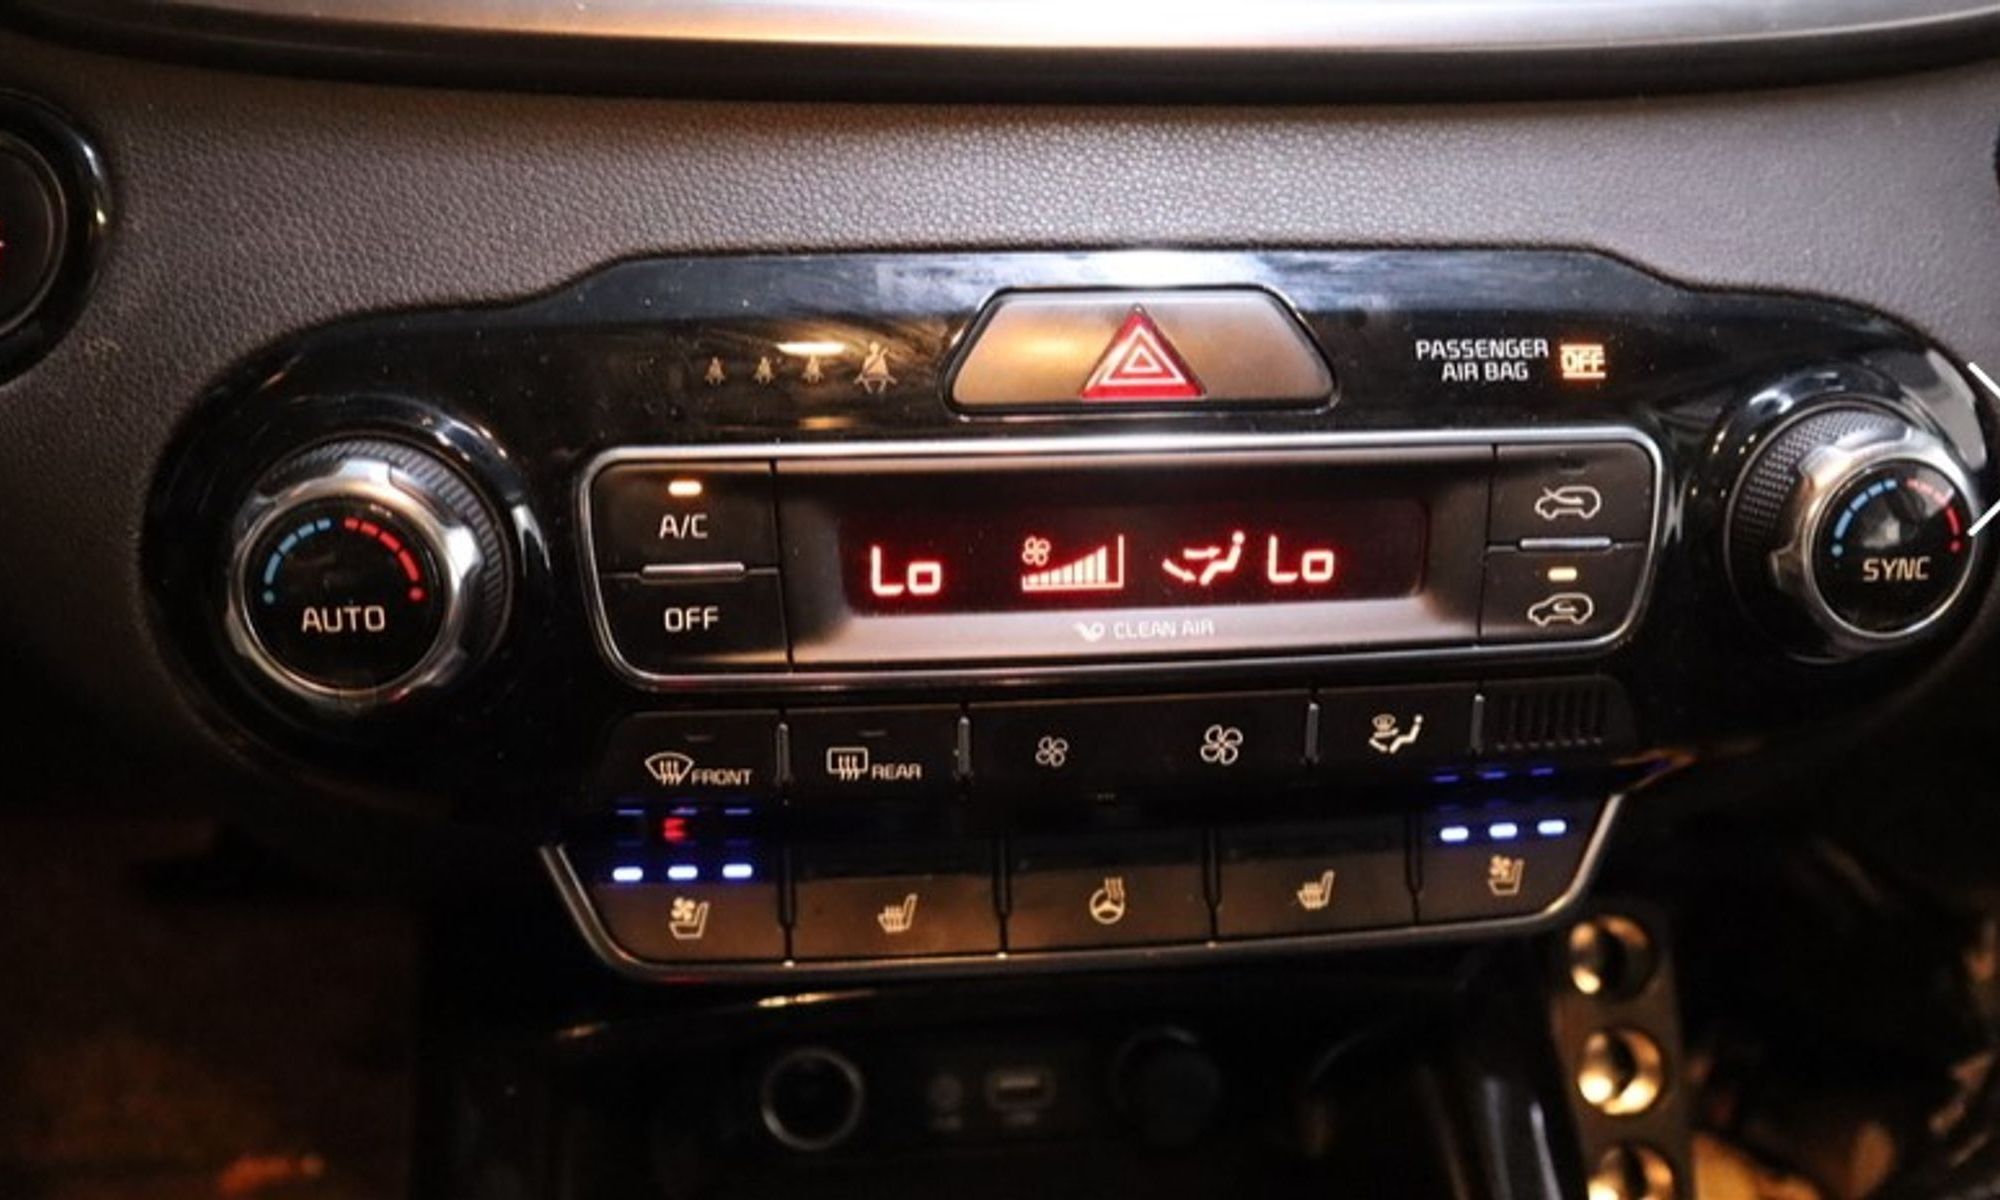 PASSENGER
AIR BAG OFF
A/C
Lo Lo
AUTO
OFF
SYNC
CLEAN AIR
FRONT
REAR